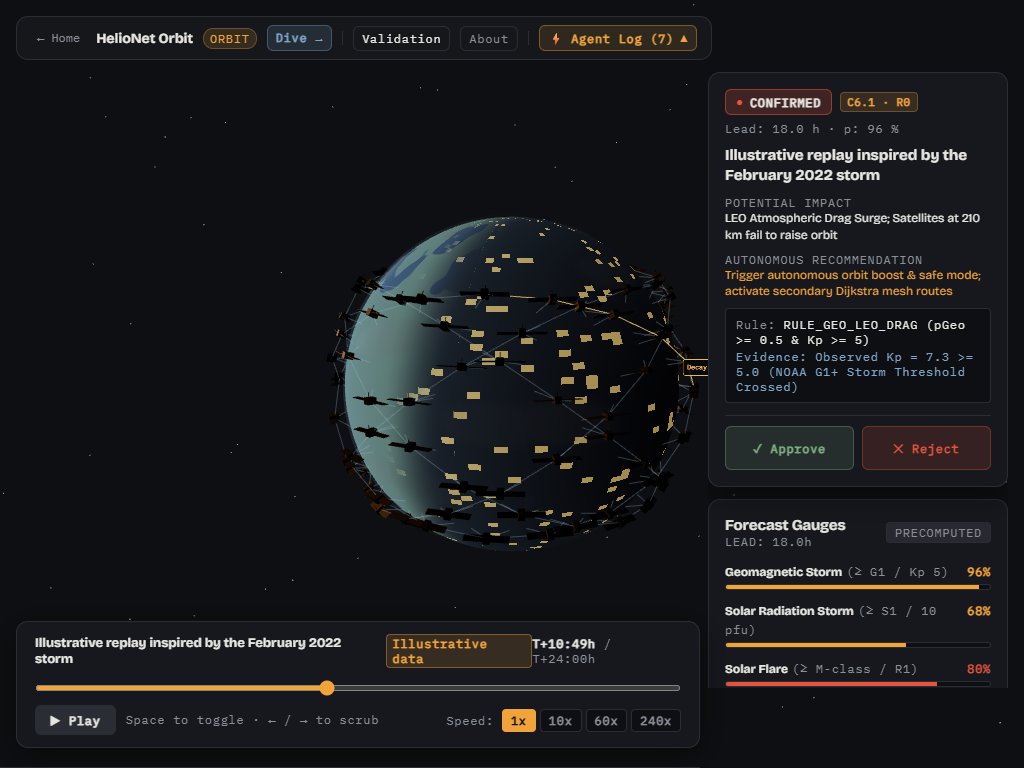 ← Home HelioNet Orbit ORBIT Dive → Validation About Agent Log (7) ▲
● CONFIRMED C6.1 · R0
Lead: 18.0 h · p: 96 %
Illustrative replay inspired by the
February 2022 storm
POTENTIAL IMPACT
LEO Atmospheric Drag Surge; Satellites at 210
km fail to raise orbit
AUTONOMOUS RECOMMENDATION
Trigger autonomous orbit boost & safe mode;
activate secondary Dijkstra mesh routes
Rule: RULE_GEO_LEO_DRAG (pGeo
>= 0.5 & Kp >= 5)
Evidence: Observed Kp = 7.3 >=
5.0 (NOAA G1+ Storm Threshold
Crossed)
✓ Approve ✕ Reject
Decay
Forecast Gauges
LEAD: 18.0h
PRECOMPUTED
Geomagnetic Storm (≥ G1 / Kp 5) 96%
Solar Radiation Storm (≥ S1 / 10
pfu) 68%
Solar Flare (≥ M-class / R1) 80%
Illustrative replay inspired by the February 2022
storm
Illustrative
data
T+10:49h /
T+24:00h
▶ Play Space to toggle · ← / → to scrub Speed: 1x 10x 60x 240x